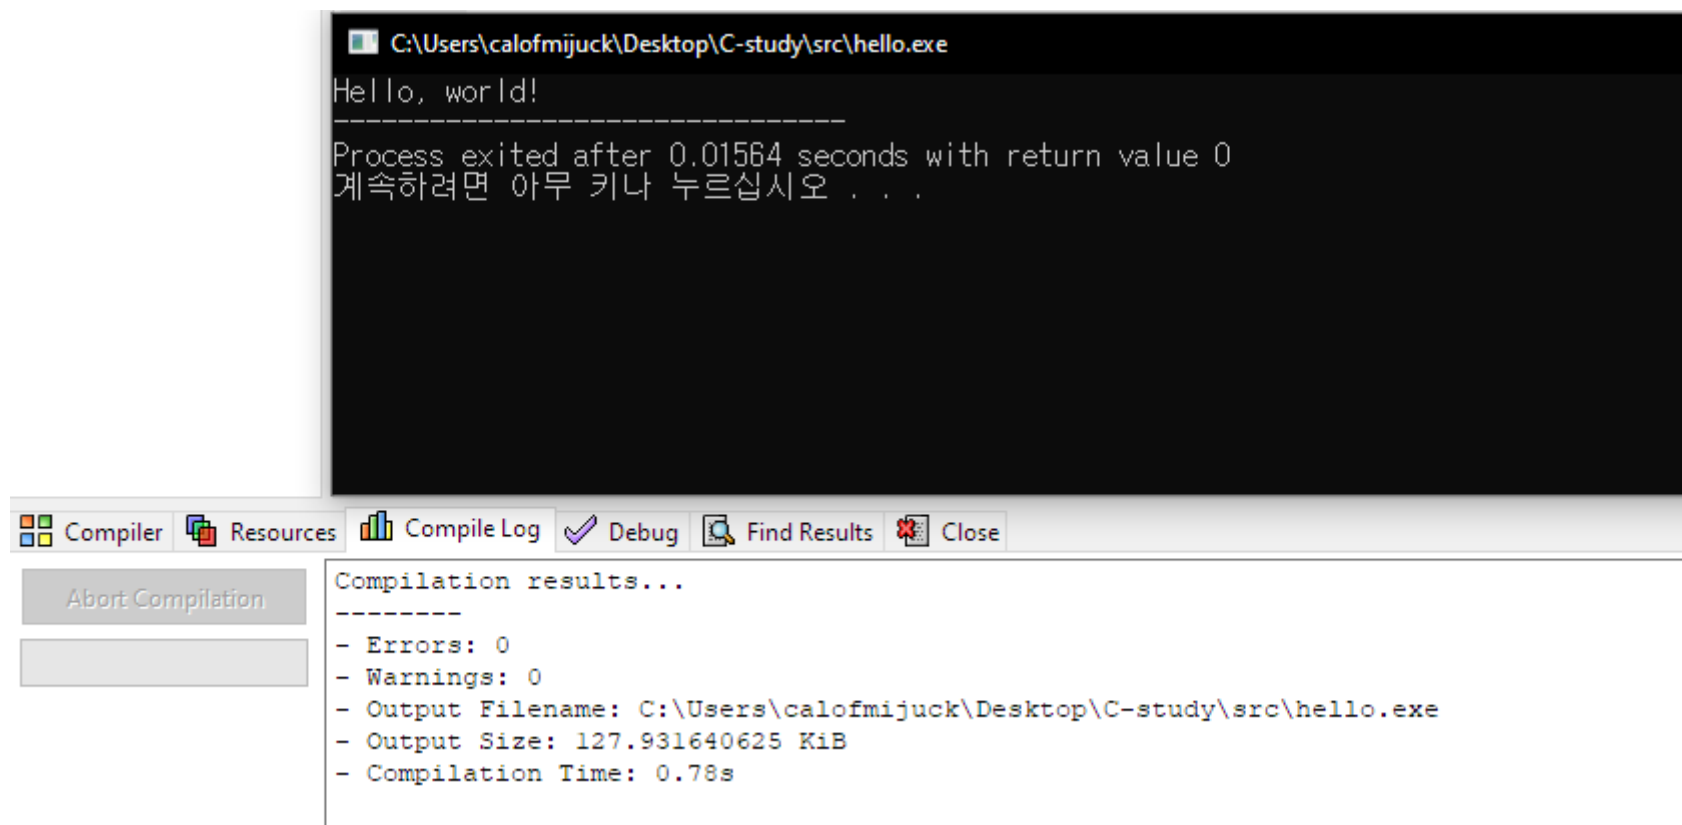 C:\Users\calofmijuck\Desktop\C-study\src\hello.exe
Hello, world!
--------------------------------
Process exited after 0.01564 seconds with return value 0
계속하려면 아무 키나 누르십시오 . . .
Compiler Resources Compile Log Debug Find Results Close
Abort Compilation
Compilation results...
--------
- Errors: 0
- Warnings: 0
- Output Filename: C:\Users\calofmijuck\Desktop\C-study\src\hello.exe
- Output Size: 127.931640625 KiB
- Compilation Time: 0.78s